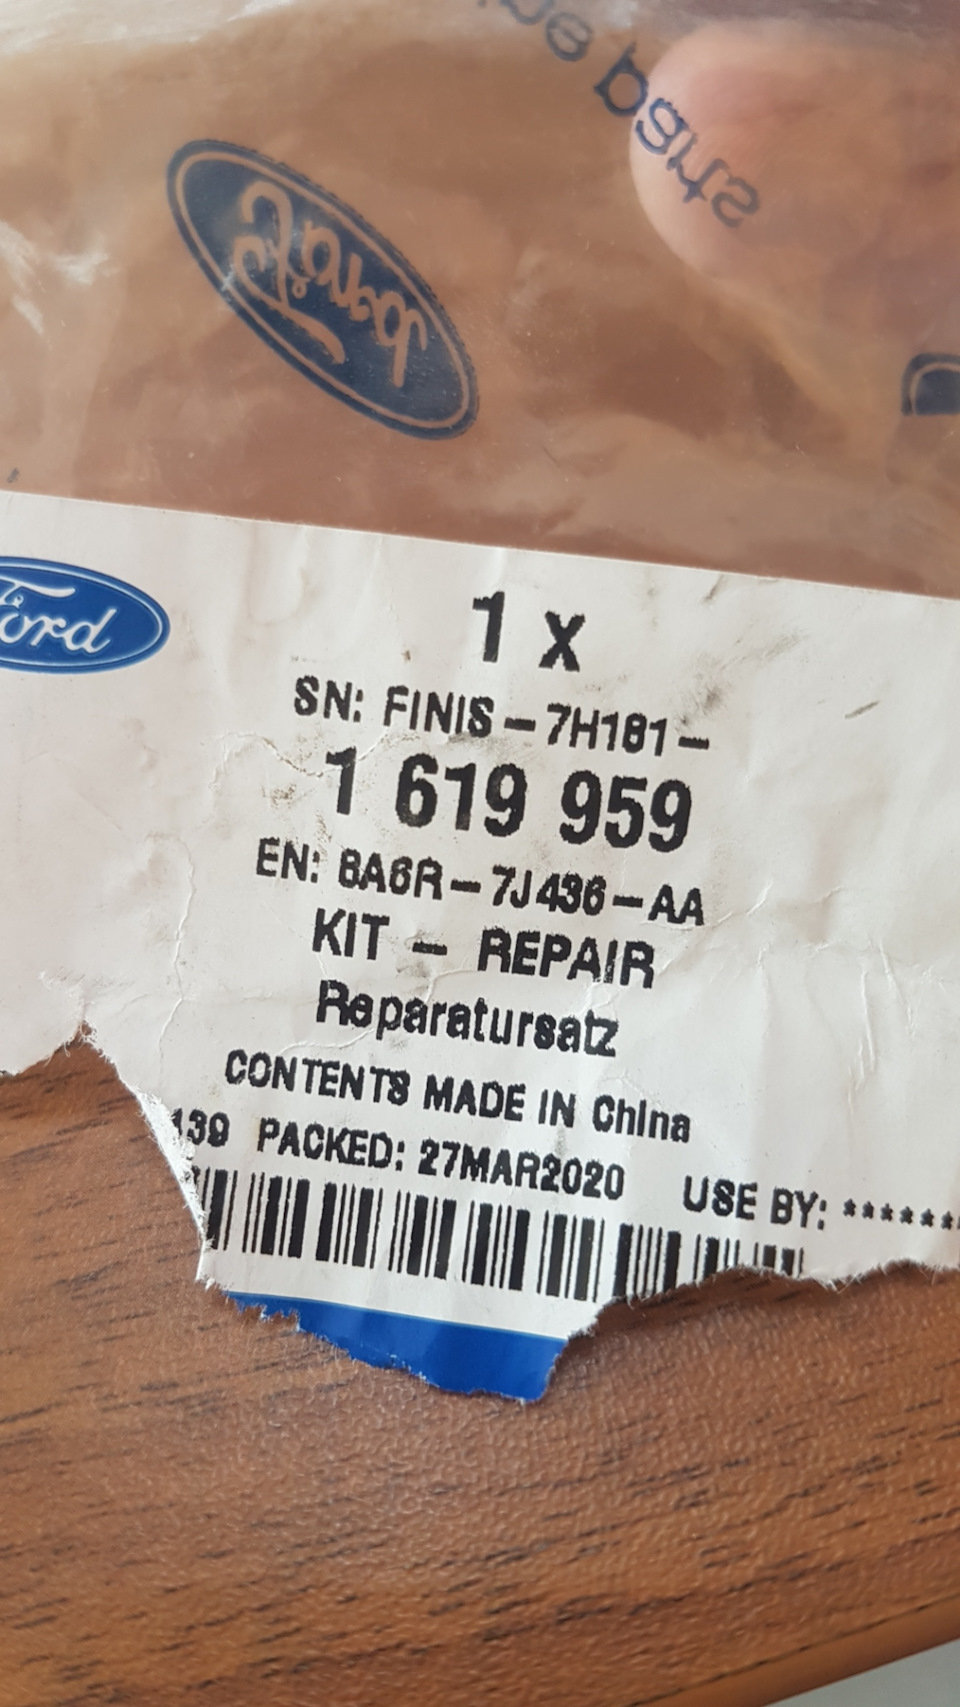 Ford
Ford
1 x
SN: FINIS - 7H181 -
1 619 959
EN: 8A6R - 7J436 - AA
KIT - REPAIR
Reparatursatz
CONTENTS MADE IN China
139 PACKED: 27MAR2020 USE BY: ******